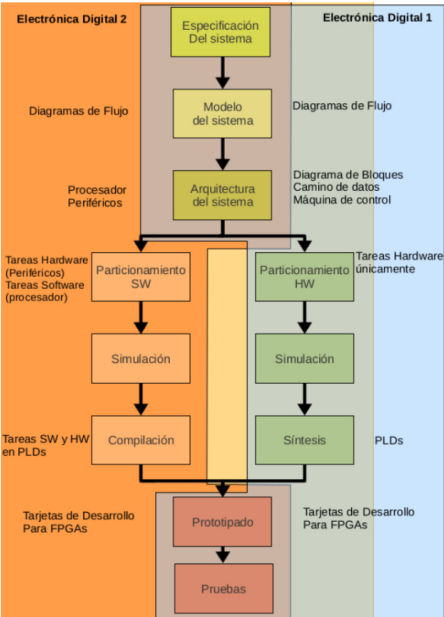 Electrónica Digital 2
Electrónica Digital 1
Especificación
Del sistema
Diagramas de Flujo
Modelo
del sistema
Diagramas de Flujo
Procesador
Periféricos
Arquitectura
del sistema
Diagrama de Bloques
Camino de datos
Máquina de control
Tareas Hardware
(Periféricos)
Tareas Software
(procesador)
Particionamiento
SW
Particionamiento
HW
Tareas Hardware
únicamente
Simulación
Simulación
Tareas SW y HW
en PLDs
Compilación
Síntesis
PLDs
Tarjetas de Desarrollo
Para FPGAs
Prototipado
Tarjetas de Desarrollo
Para FPGAs
Pruebas